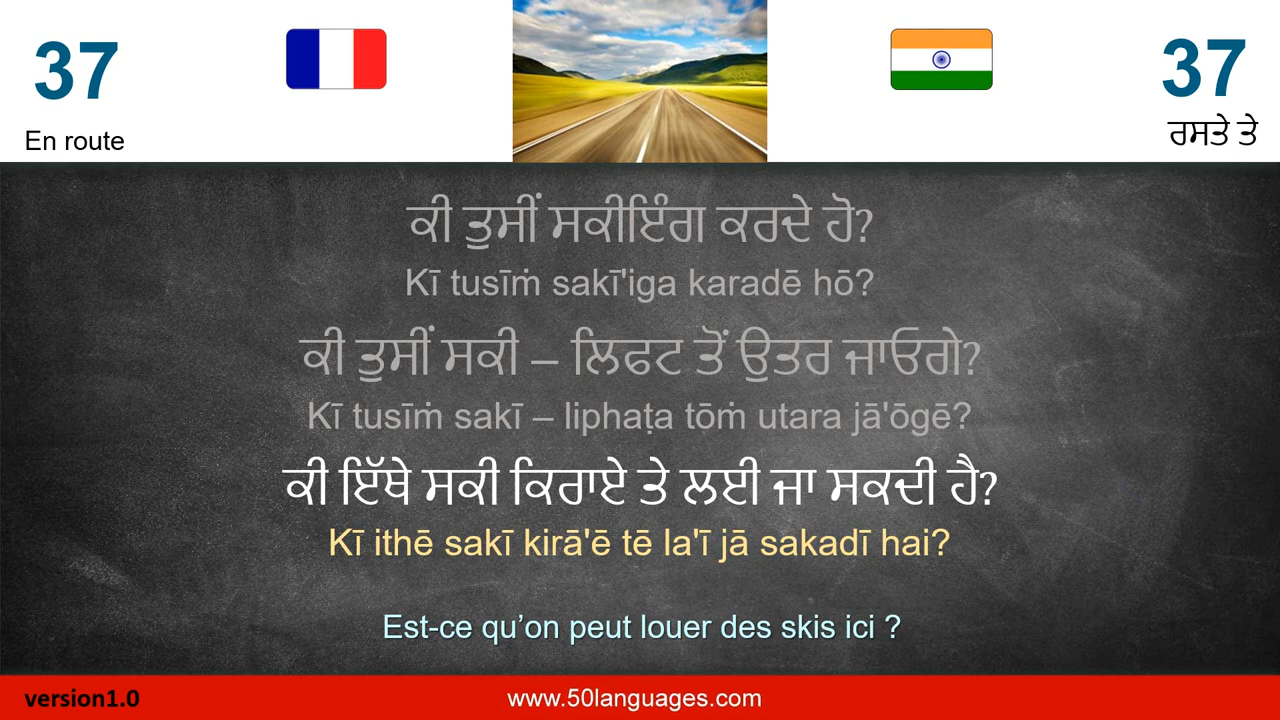 37
37
En route
ਰਸਤੇ ਤੇ
ਕੀ ਤੁਸੀਂ ਸਕੀਇੰਗ ਕਰਦੇ ਹੋ?
Kī tusīṁ sakī'iga karadē hō?
ਕੀ ਤੁਸੀਂ ਸਕੀ – ਲਿਫਟ ਤੋਂ ਉਤਰ ਜਾਓਗੇ?
Kī tusīṁ sakī – liphaṭa tōṁ utara jā'ōgē?
ਕੀ ਇੱਥੇ ਸਕੀ ਕਿਰਾਏ ਤੇ ਲਈ ਜਾ ਸਕਦੀ ਹੈ?
Kī ithē sakī kirā'ē tē la'ī jā sakadī hai?
Est-ce qu’on peut louer des skis ici ?
version1.0
www.50languages.com